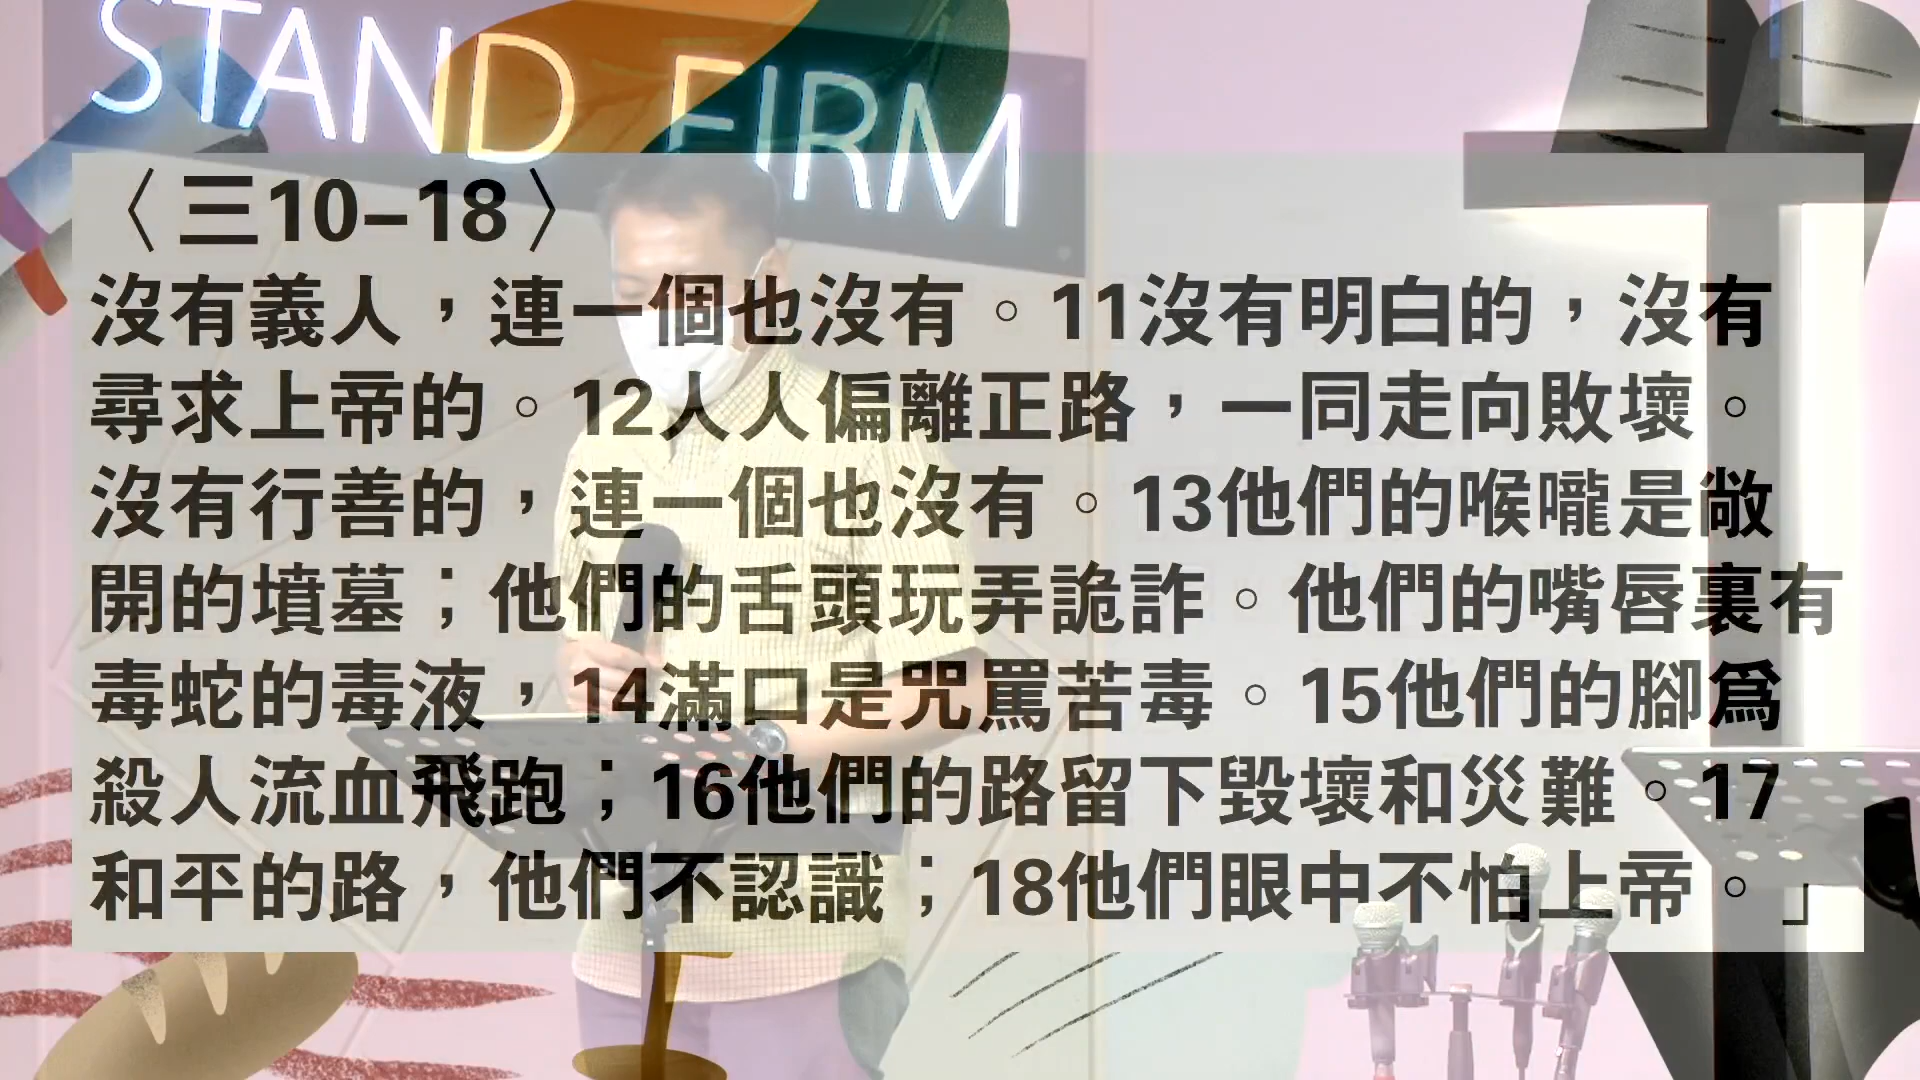 STAND FIRM
〈 三10-18 〉
沒有義人，連一個也沒有。11沒有明白的，沒有
尋求上帝的。12人人偏離正路，一同走向敗壞。
沒有行善的，連一個也沒有。13他們的喉嚨是敞
開的墳墓；他們的舌頭玩弄詭詐。他們的嘴唇裏有
毒蛇的毒液，14滿口是咒罵苦毒。15他們的腳為
殺人流血飛跑；16他們的路留下毀壞和災難。17
和平的路，他們不認識；18他們眼中不怕上帝。」